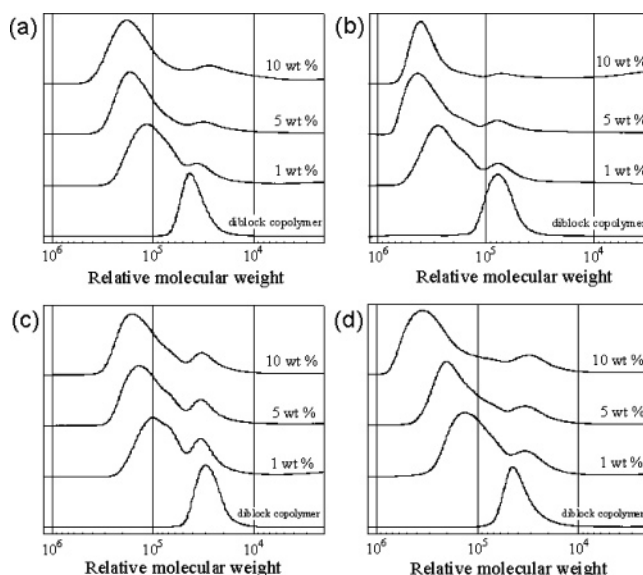 (a)
10 wt %
5 wt %
1 wt %
diblock copolymer
10⁶ 10⁵ 10⁴
Relative molecular weight
(b)
10 wt %
5 wt %
1 wt %
diblock copolymer
10⁶ 10⁵ 10⁴
Relative molecular weight
(c)
10 wt %
5 wt %
1 wt %
diblock copolymer
10⁶ 10⁵ 10⁴
Relative molecular weight
(d)
10 wt %
5 wt %
1 wt %
diblock copolymer
10⁶ 10⁵ 10⁴
Relative molecular weight